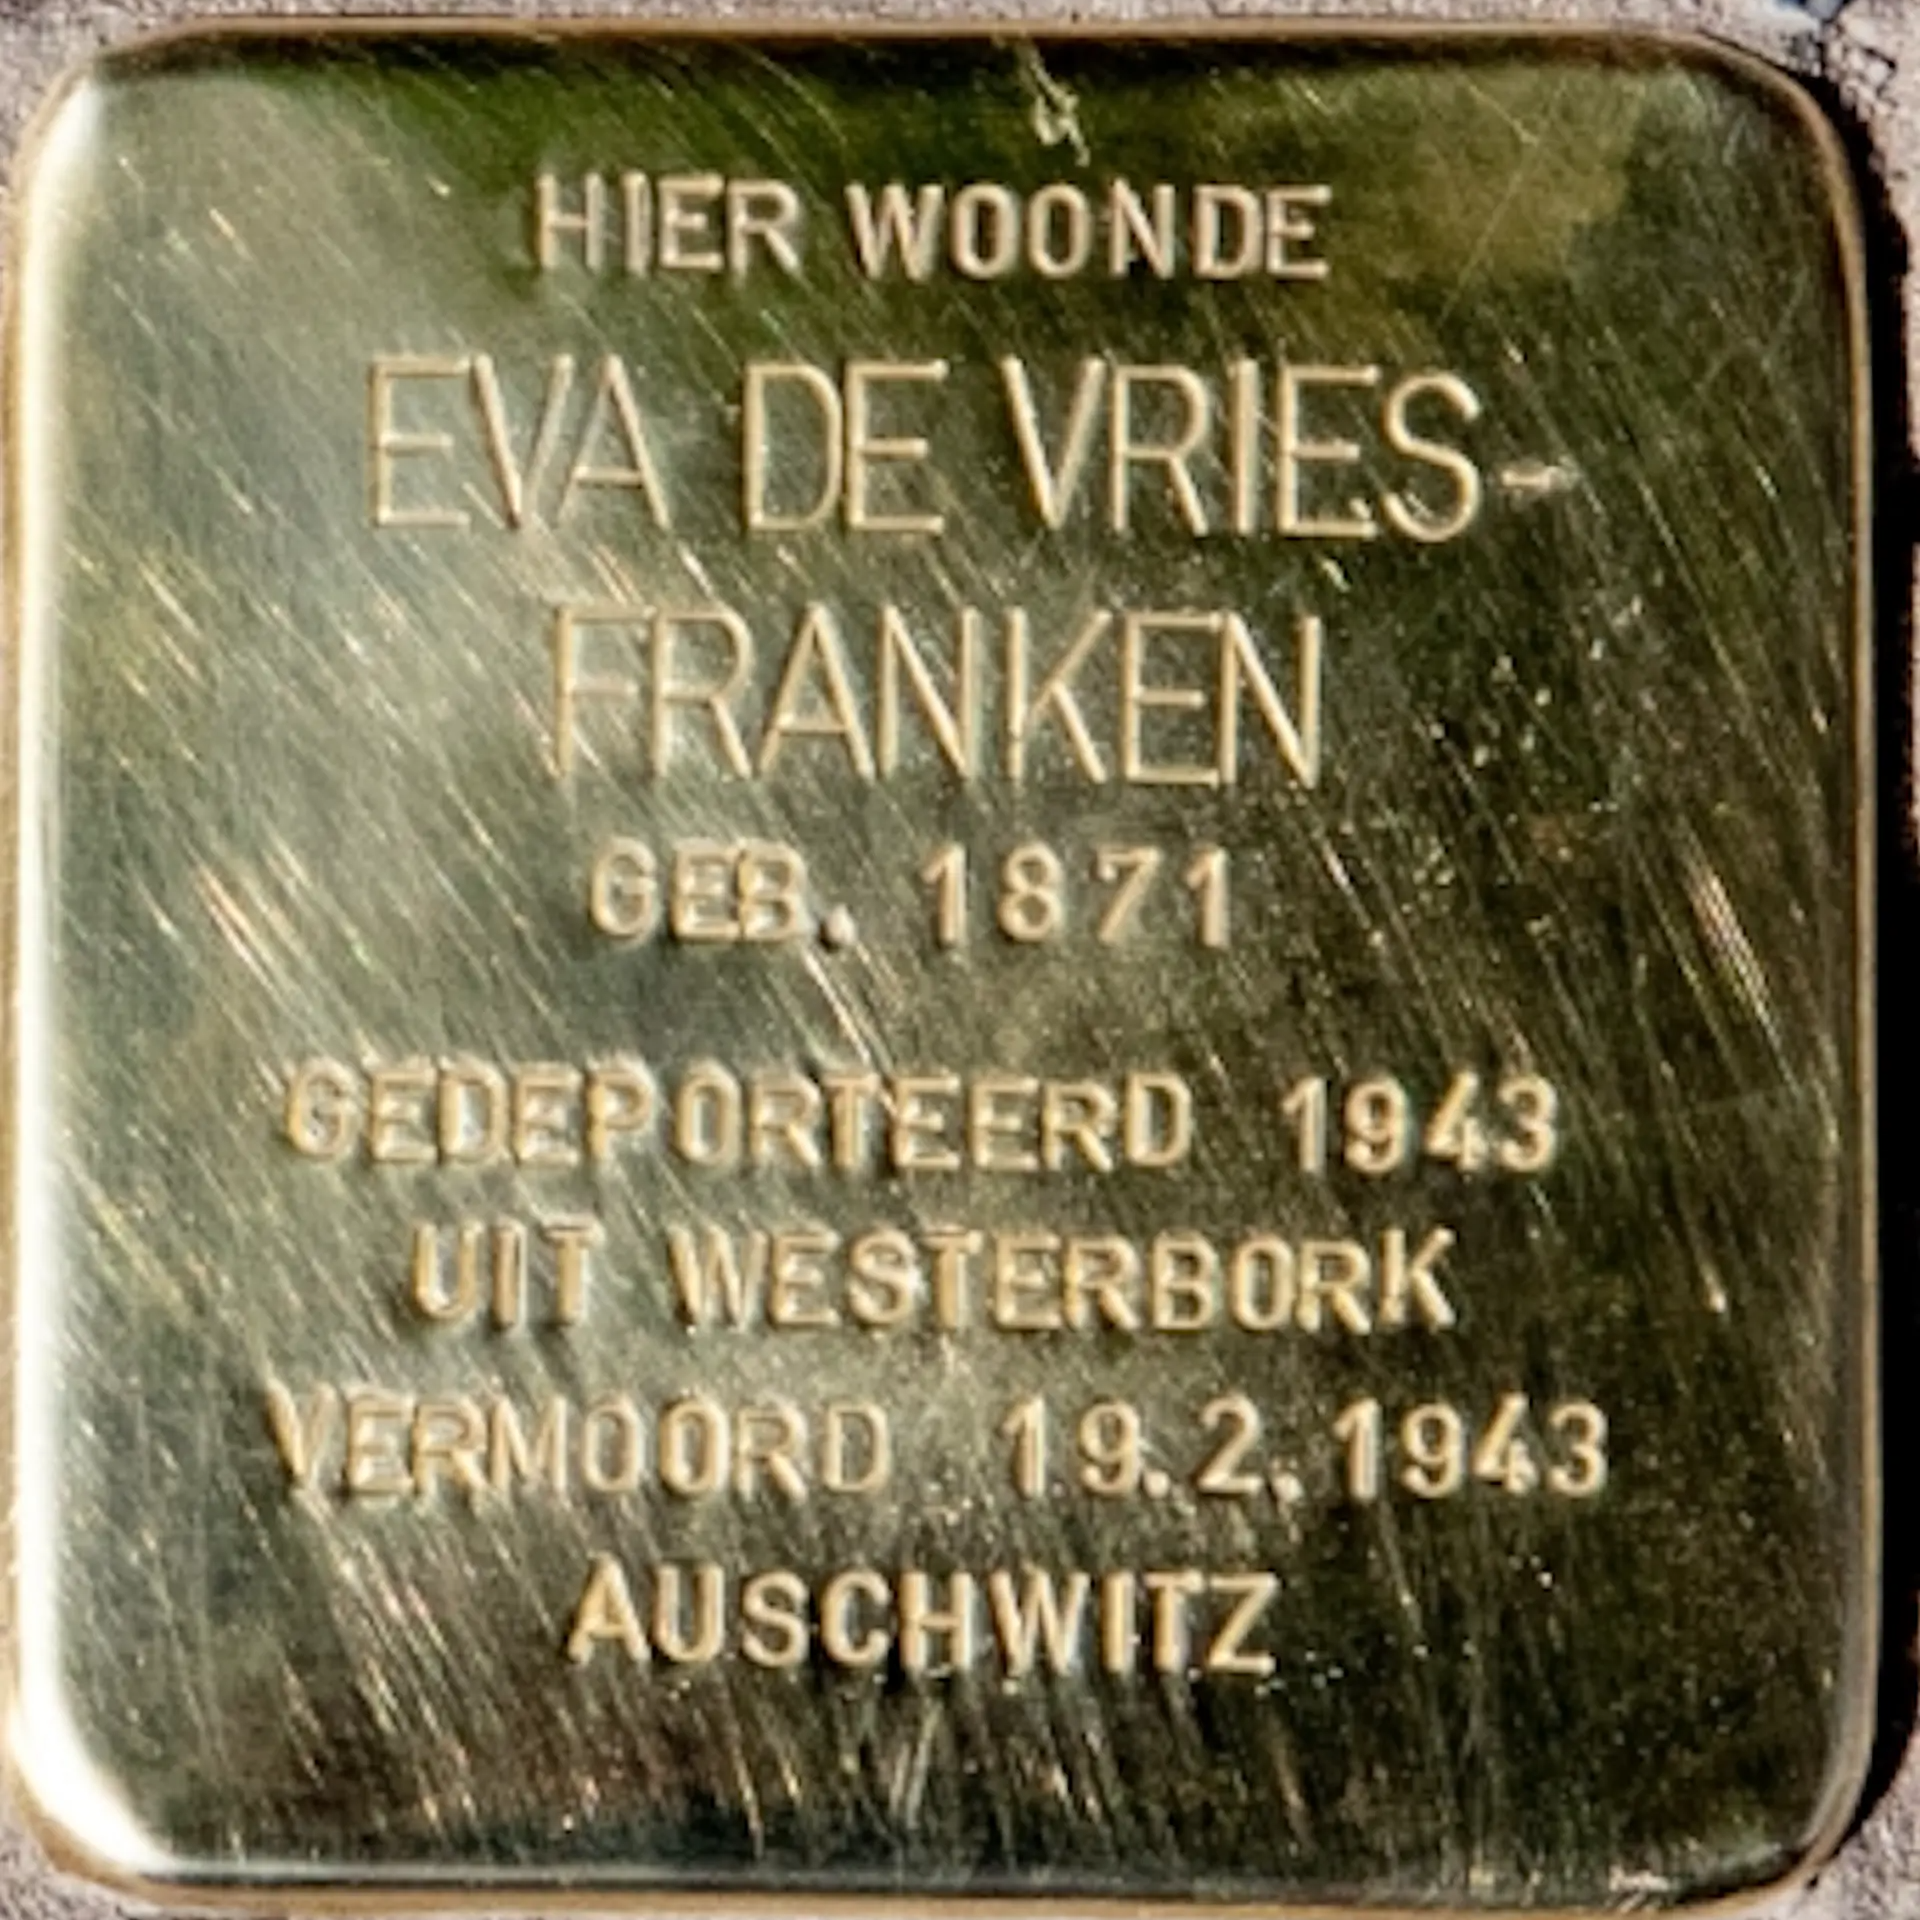 HIER WOONDE
EVA DE VRIES-
FRANKEN
GEB. 1871
GEDEPORTEERD 1943
UIT WESTERBORK
VERMOORD 19.2.1943
AUSCHWITZ